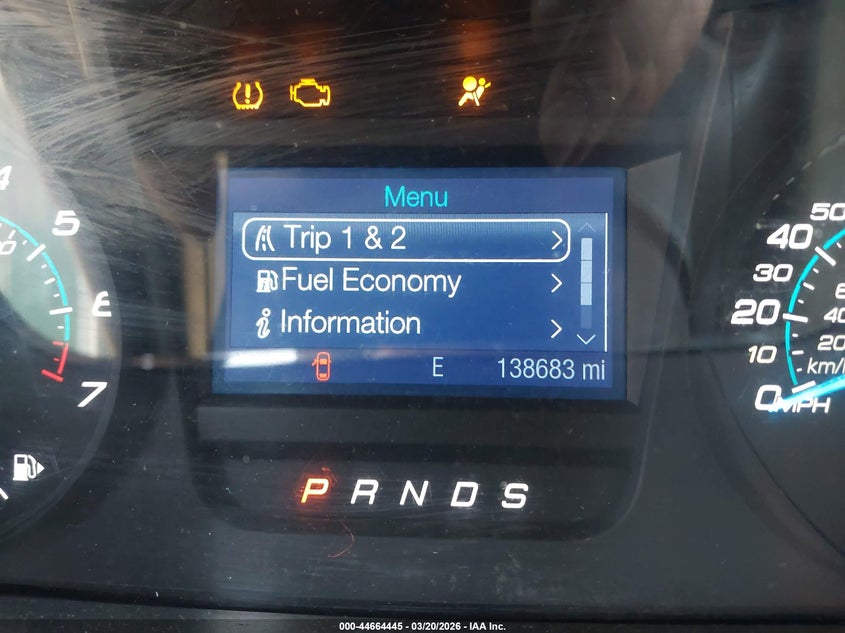 Menu
Trip 1 & 2
Fuel Economy
Information
E 138683 mi
P R N D S
4
5
6
7
50
40
30
20
10
0
MPH
40
20
km/h
000-44664445 - 03/20/2026 - IAA Inc.